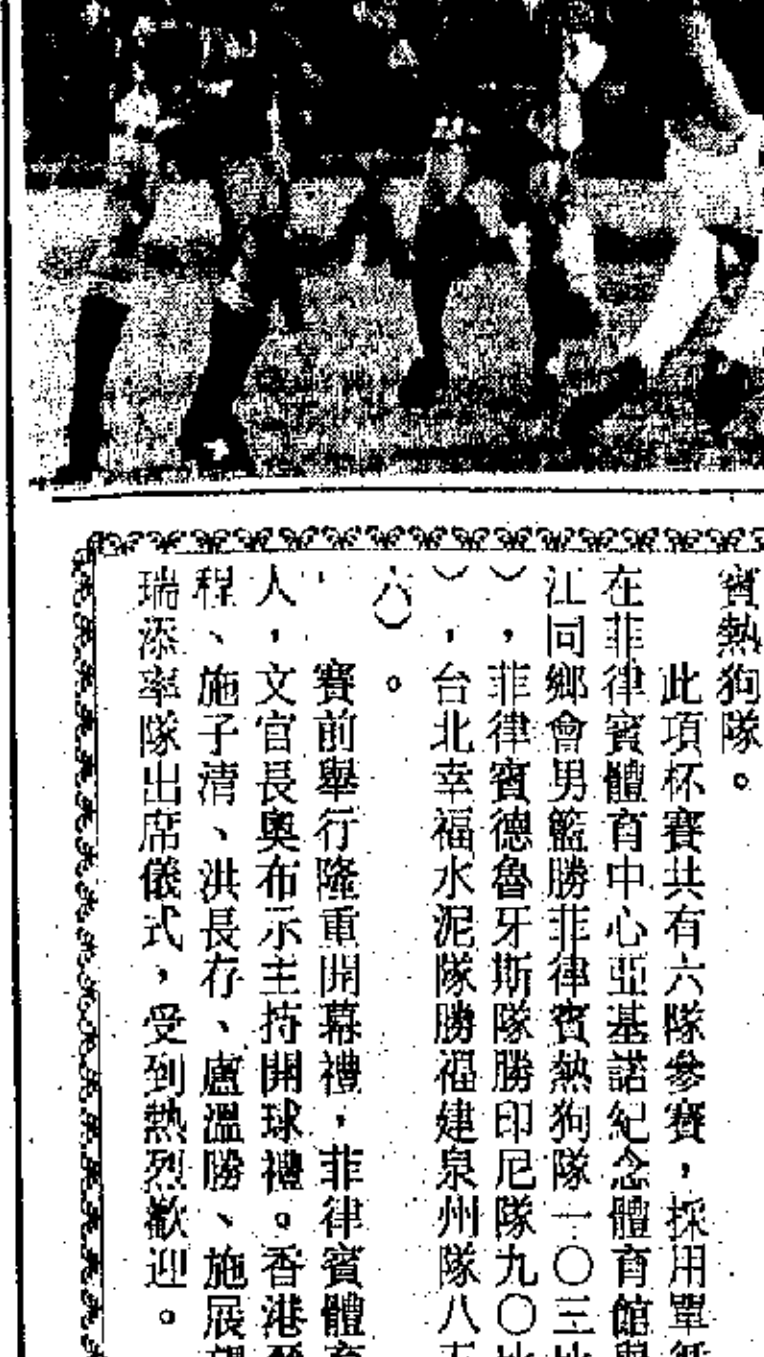 賓熱狗隊。
此項杯賽共有六隊參賽，採用單
在菲律賓體育中心亞基諾紀念體育館與
江同鄉會男籃勝菲律賓熱狗隊一〇三比
），菲律賓德魯牙斯隊勝印尼隊九〇比
），台北幸福水泥隊勝福建泉州隊八五
六）。
賽前舉行隆重開幕禮，菲律賓體育
人，文官長奧布示主持開球禮。香港晉
程、施子清、洪長存、盧溫勝、施展望
瑞添率隊出席儀式，受到熱烈歡迎。